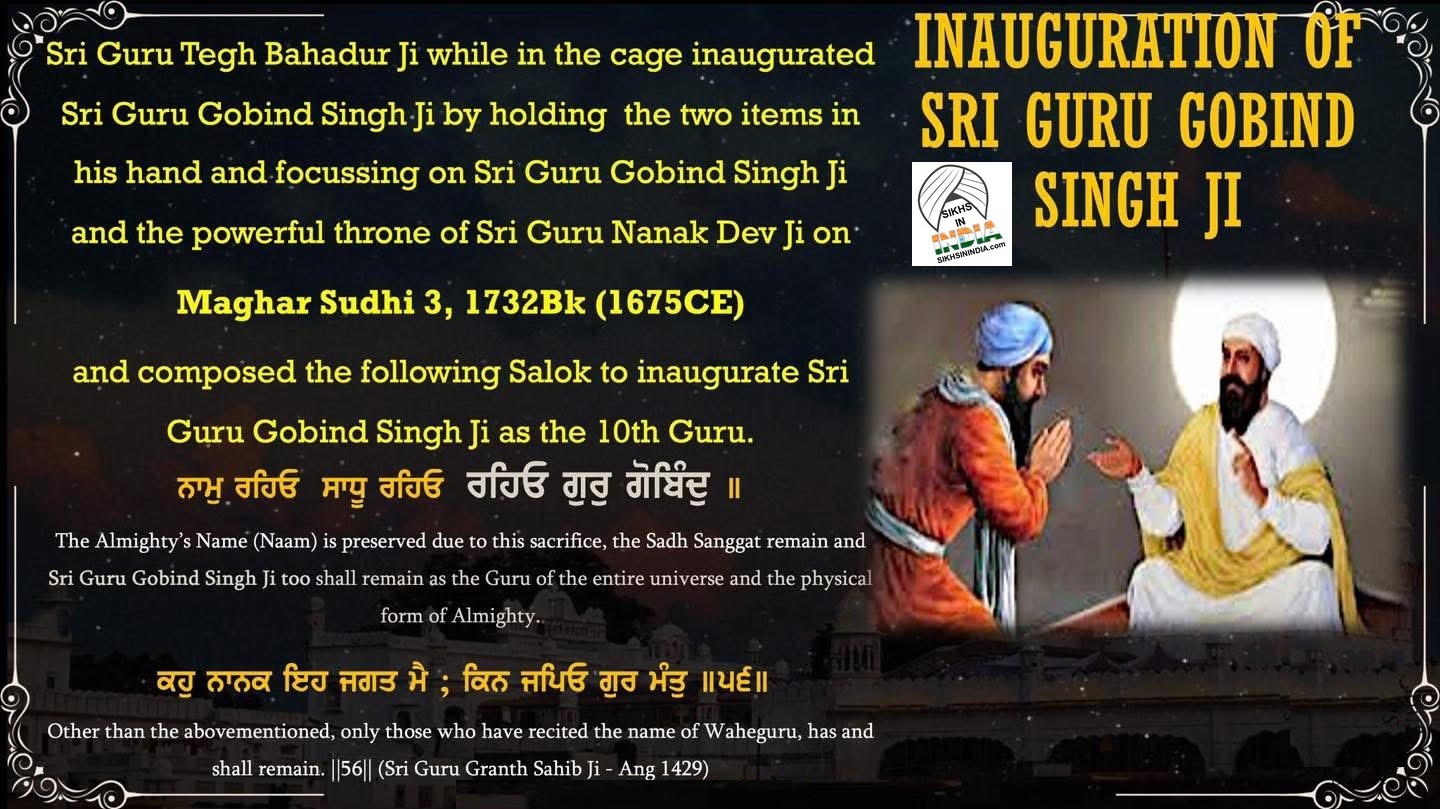 INAUGURATION OF
SRI GURU GOBIND
SINGH JI
SIKHS
IN
INDIA
SIKHSININDIA.com
Sri Guru Tegh Bahadur Ji while in the cage inaugurated
Sri Guru Gobind Singh Ji by holding the two items in
his hand and focussing on Sri Guru Gobind Singh Ji
and the powerful throne of Sri Guru Nanak Dev Ji on
Maghar Sudhi 3, 1732Bk (1675CE)
and composed the following Salok to inaugurate Sri
Guru Gobind Singh Ji as the 10th Guru.
ਨਾਮੁ ਰਹਿਓ ਸਾਧੂ ਰਹਿਓ ਰਹਿਓ ਗੁਰੁ ਗੋਬਿੰਦੁ ॥
The Almighty’s Name (Naam) is preserved due to this sacrifice, the Sadh Sanggat remain and
Sri Guru Gobind Singh Ji too shall remain as the Guru of the entire universe and the physical
form of Almighty.
ਕਹੁ ਨਾਨਕ ਇਹ ਜਗਤ ਮੈ ; ਕਿਨ ਜਪਿਓ ਗੁਰ ਮੰਤੁ ॥੫੬॥
Other than the abovementioned, only those who have recited the name of Waheguru, has and
shall remain. ||56|| (Sri Guru Granth Sahib Ji - Ang 1429)